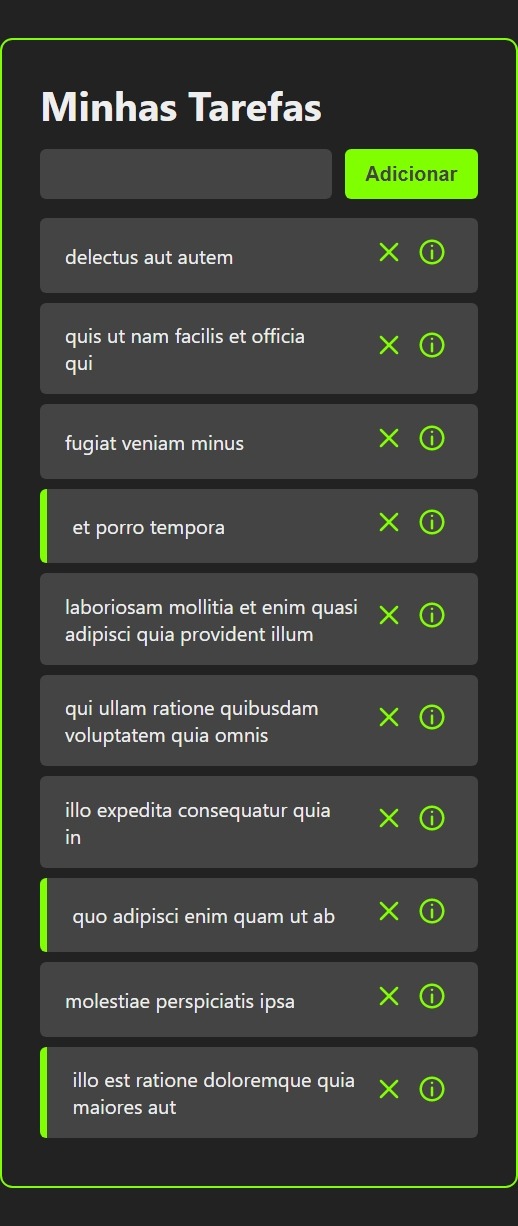 Minhas Tarefas
Adicionar
delectus aut autem
quis ut nam facilis et officia
qui
fugiat veniam minus
et porro tempora
laboriosam mollitia et enim quasi
adipisci quia provident illum
qui ullam ratione quibusdam
voluptatem quia omnis
illo expedita consequatur quia
in
quo adipisci enim quam ut ab
molestiae perspiciatis ipsa
illo est ratione doloremque quia
maiores aut